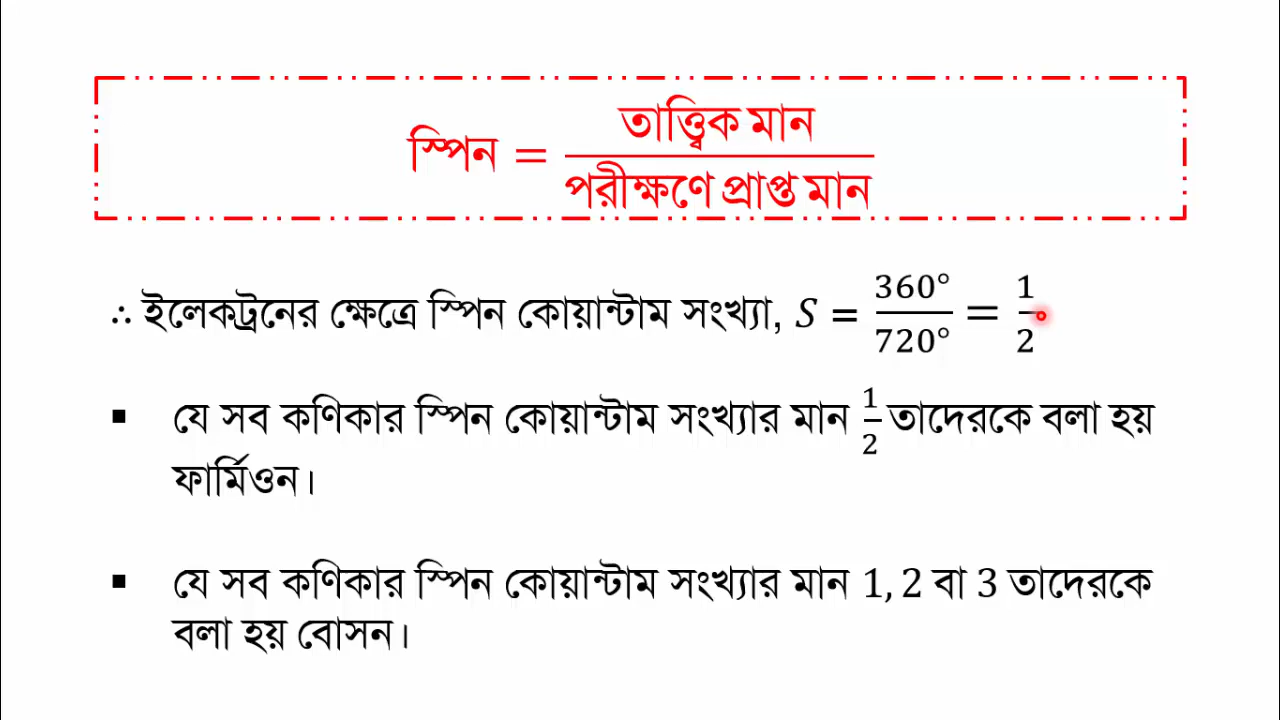 স্পিন = তাত্ত্বিক মান / পরীক্ষণে প্রাপ্ত মান
∴ ইলেকট্রনের ক্ষেত্রে স্পিন কোয়ান্টাম সংখ্যা, S = 360°/720° = 1/2
▪ যে সব কণিকার স্পিন কোয়ান্টাম সংখ্যার মান 1/2 তাদেরকে বলা হয়
ফার্মিওন।
▪ যে সব কণিকার স্পিন কোয়ান্টাম সংখ্যার মান 1, 2 বা 3 তাদেরকে
বলা হয় বোসন।